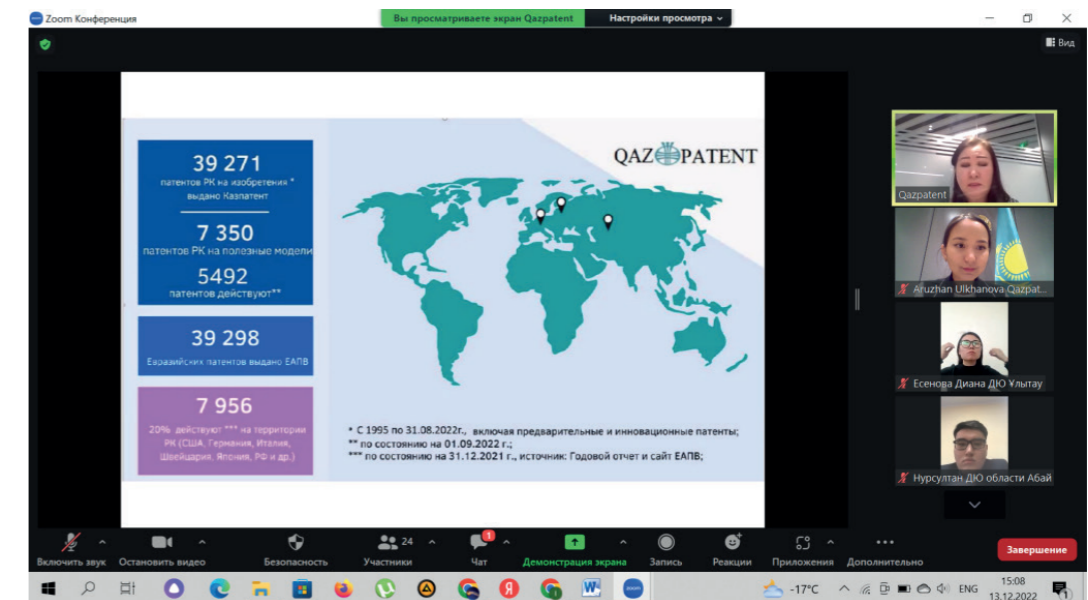 Zoom Конференция
Вы просматриваете экран Qazpatent
Настройки просмотра
Вид
39 271
патентов РК на изобретения *
выдано Казпатент
7 350
патентов РК на полезные модели
5492
патентов действуют**
39 298
Евразийских патентов выдано ЕАПВ
7 956
20% действуют *** на территории
РК (США, Германия, Италия,
Швейцария, Япония, РФ и др.)
QAZPATENT
* С 1995 по 31.08.2022г., включая предварительные и инновационные патенты;
** по состоянию на 01.09.2022 г.;
*** по состоянию на 31.12.2021 г., источник: Годовой отчет и сайт ЕАПВ;
Qazpatent
Aruzhan Ulkhanova Qazpat...
Есенова Диана ДЮ Ұлытау
Нурсултан ДЮ области Абай
24
1
Включить звук
Остановить видео
Безопасность
Участники
Чат
Демонстрация экрана
Запись
Реакции
Приложения
Дополнительно
Завершение
-17°C
ENG
15:08
13.12.2022